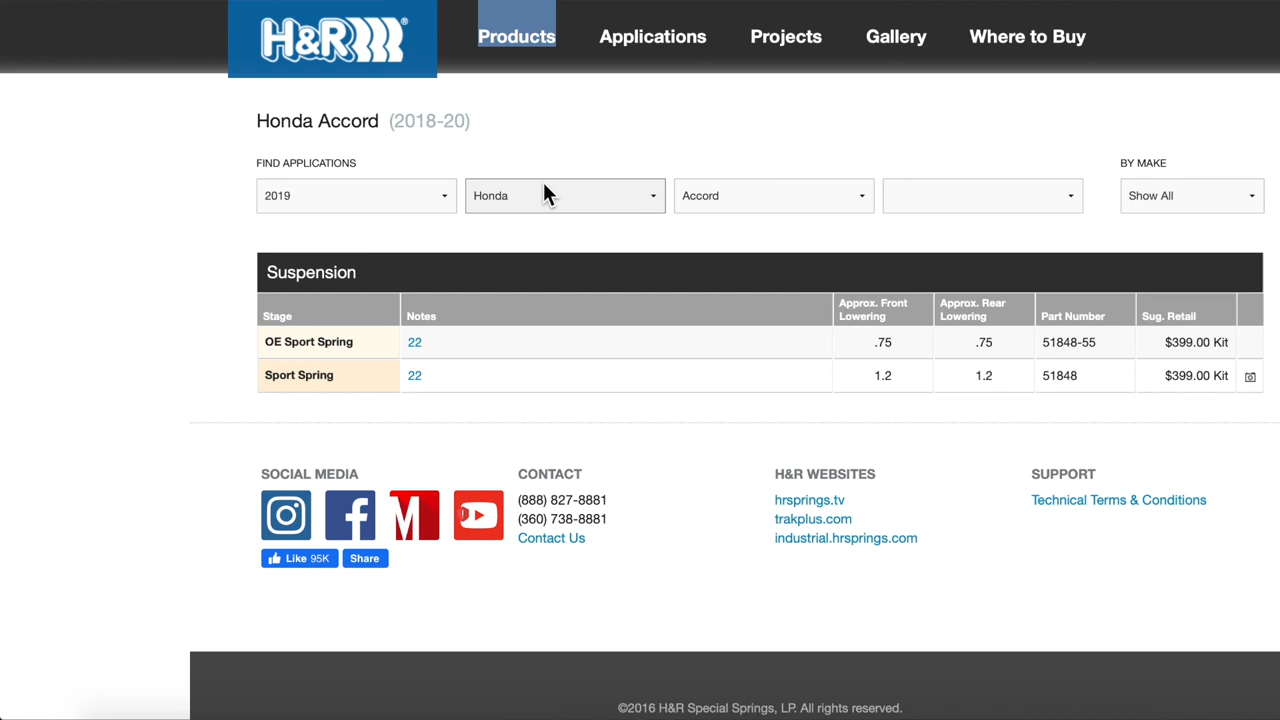 H&R®
Products Applications Projects Gallery Where to Buy
Honda Accord (2018-20)
FIND APPLICATIONS BY MAKE
2019 Honda Accord Show All
Suspension
Stage Notes Approx. Front Lowering Approx. Rear Lowering Part Number Sug. Retail
OE Sport Spring 22 .75 .75 51848-55 $399.00 Kit
Sport Spring 22 1.2 1.2 51848 $399.00 Kit
SOCIAL MEDIA CONTACT H&R WEBSITES SUPPORT
(888) 827-8881 hrsprings.tv Technical Terms & Conditions
(360) 738-8881 trakplus.com
Contact Us industrial.hrsprings.com
Like 95K Share
©2016 H&R Special Springs, LP. All rights reserved.